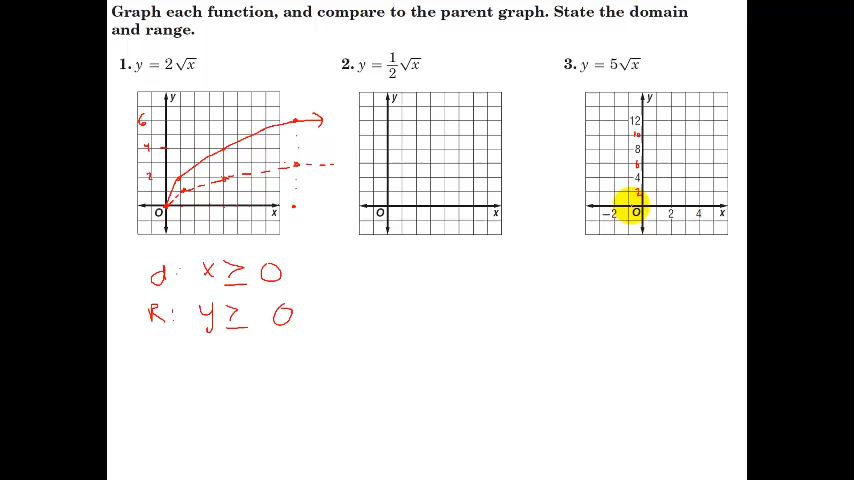 Graph each function, and compare to the parent graph. State the domain
and range.
1. y = 2√x
2. y = 1/2 √x
3. y = 5√x
y
6
4
2
O
x
y
O
x
y
12
10
8
6
4
2
-2
O
2
4
x
d: x ≥ 0
R: y ≥ 0